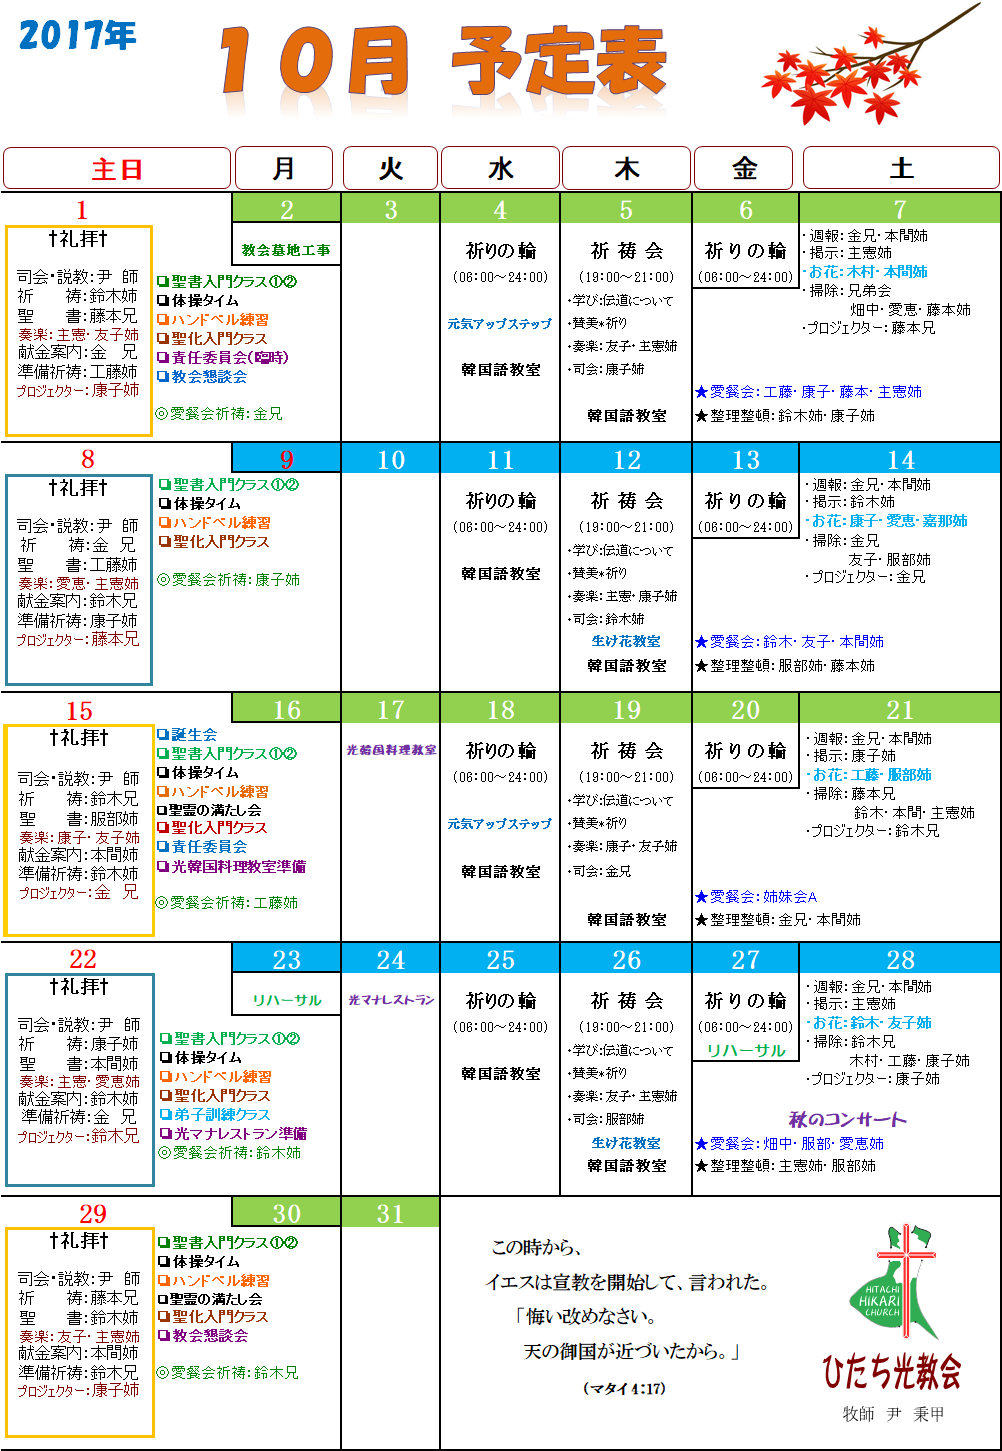 2017年
10月 予定表
主日 月 火 水 木 金 土
1 2 3 4 5 6 7
†礼拝†
司会・説教：尹 師
祈 祷：鈴木姉
聖 書：藤本兄
奏楽：主憲・友子姉
献金案内：金 兄
準備祈祷：工藤姉
プロジェクター：康子姉
❏聖書入門クラス①②
❏体操タイム
❏ハンドベル練習
❏聖化入門クラス
❏責任委員会(臨時)
❏教会懇談会
◎愛餐会祈祷：金兄
教会墓地工事
祈りの輪
(06:00～24:00)
元気アップステップ
韓国語教室
祈 祷 会
(19:00～21:00)
・学び:伝道について
・賛美*祈り
・奏楽：友子・主憲姉
・司会：康子姉
韓国語教室
祈りの輪
(06:00～24:00)
・週報：金兄・本間姉
・掲示：主憲姉
・お花：木村・本間姉
・掃除：兄弟会
畑中・愛恵・藤本姉
・プロジェクター：藤本兄
★愛餐会：工藤・康子・藤本・主憲姉
★整理整頓：鈴木姉・康子姉
8 9 10 11 12 13 14
†礼拝†
司会・説教：尹 師
祈 祷：金 兄
聖 書：工藤姉
奏楽：愛恵・主憲姉
献金案内：鈴木兄
準備祈祷：康子姉
プロジェクター：藤本兄
❏聖書入門クラス①②
❏体操タイム
❏ハンドベル練習
❏聖化入門クラス
◎愛餐会祈祷：康子姉
祈りの輪
(06:00～24:00)
韓国語教室
祈 祷 会
(19:00～21:00)
・学び:伝道について
・賛美*祈り
・奏楽：主憲・康子姉
・司会：鈴木姉
生け花教室
韓国語教室
祈りの輪
(06:00～24:00)
・週報：金兄・本間姉
・掲示：鈴木姉
・お花：康子・愛恵・嘉那姉
・掃除：金兄
友子・服部姉
・プロジェクター：金兄
★愛餐会：鈴木・友子・本間姉
★整理整頓：服部姉・藤本姉
15 16 17 18 19 20 21
†礼拝†
司会・説教：尹 師
祈 祷：鈴木兄
聖 書：服部姉
奏楽：康子・友子姉
献金案内：本間姉
準備祈祷：鈴木姉
プロジェクター：金 兄
❏誕生会
❏聖書入門クラス①②
❏体操タイム
❏ハンドベル練習
❏聖霊の満たし会
❏聖化入門クラス
❏責任委員会
❏光韓国料理教室準備
◎愛餐会祈祷：工藤姉
光韓国料理教室
祈りの輪
(06:00～24:00)
元気アップステップ
韓国語教室
祈 祷 会
(19:00～21:00)
・学び:伝道について
・賛美*祈り
・奏楽：康子・友子姉
・司会：金兄
韓国語教室
祈りの輪
(06:00～24:00)
・週報：金兄・本間姉
・掲示：康子姉
・お花：工藤・服部姉
・掃除：藤本兄
鈴木・本間・主憲姉
・プロジェクター：鈴木兄
★愛餐会：姉妹会A
★整理整頓：金兄・本間姉
22 23 24 25 26 27 28
†礼拝†
司会・説教：尹 師
祈 祷：康子姉
聖 書：本間姉
奏楽：主憲・愛恵姉
献金案内：鈴木姉
準備祈祷：金 兄
プロジェクター：鈴木兄
❏聖書入門クラス①②
❏体操タイム
❏ハンドベル練習
❏聖化入門クラス
❏弟子訓練クラス
❏光マナレストラン準備
◎愛餐会祈祷：鈴木姉
リハーサル
光マナレストラン
祈りの輪
(06:00～24:00)
韓国語教室
祈 祷 会
(19:00～21:00)
・学び:伝道について
・賛美*祈り
・奏楽：友子・主憲姉
・司会：服部姉
生け花教室
韓国語教室
祈りの輪
(06:00～24:00)
リハーサル
・週報：金兄・本間姉
・掲示：主憲姉
・お花：鈴木・友子姉
・掃除：鈴木兄
木村・工藤・康子姉
・プロジェクター：康子姉
秋のコンサート
★愛餐会：畑中・服部・愛恵姉
★整理整頓：主憲姉・服部姉
29 30 31
†礼拝†
司会・説教：尹 師
祈 祷：藤本兄
聖 書：鈴木姉
奏楽：友子・主憲姉
献金案内：本間姉
準備祈祷：鈴木兄
プロジェクター：康子姉
❏聖書入門クラス①②
❏体操タイム
❏ハンドベル練習
❏聖霊の満たし会
❏聖化入門クラス
❏教会懇談会
◎愛餐会祈祷：鈴木兄
この時から、
イエスは宣教を開始して、言われた。
「悔い改めなさい。
天の御国が近づいたから。」
（マタイ4：17）
HITACHI
HIKARI
CHURCH
ひたち光教会
牧師 尹 秉甲